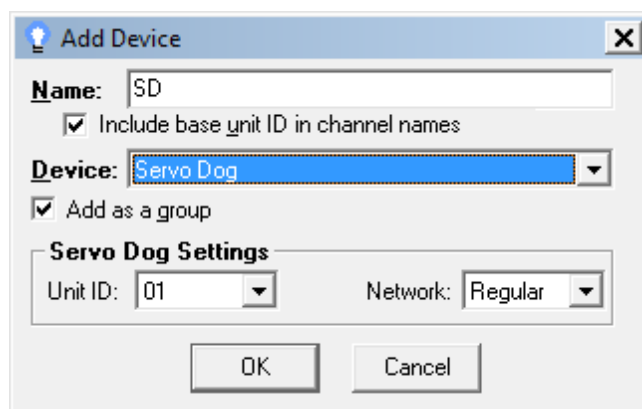 Add Device
Name: SD
Include base unit ID in channel names
Device: Servo Dog
Add as a group
Servo Dog Settings
Unit ID: 01 Network: Regular
OK Cancel